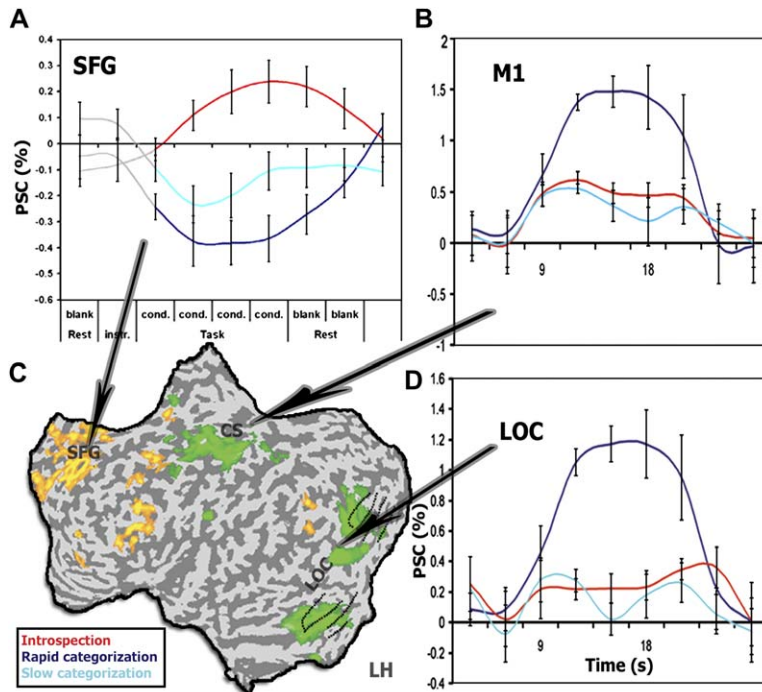 A
SFG
PSC (%)
0.4
0.3
0.2
0.1
0
-0.1
-0.2
-0.3
-0.4
-0.5
-0.6
blank cond. cond. cond. cond. blank blank
Rest instr. Task Rest
B
M1
2
1.5
1
0.5
0
-0.5
-1
9 18
C
SFG
CS
LOC
LH
Introspection
Rapid categorization
Slow categorization
D
LOC
PSC (%)
1.6
1.4
1.2
1
0.8
0.6
0.4
0.2
0
-0.2
-0.4
9 18
Time (s)